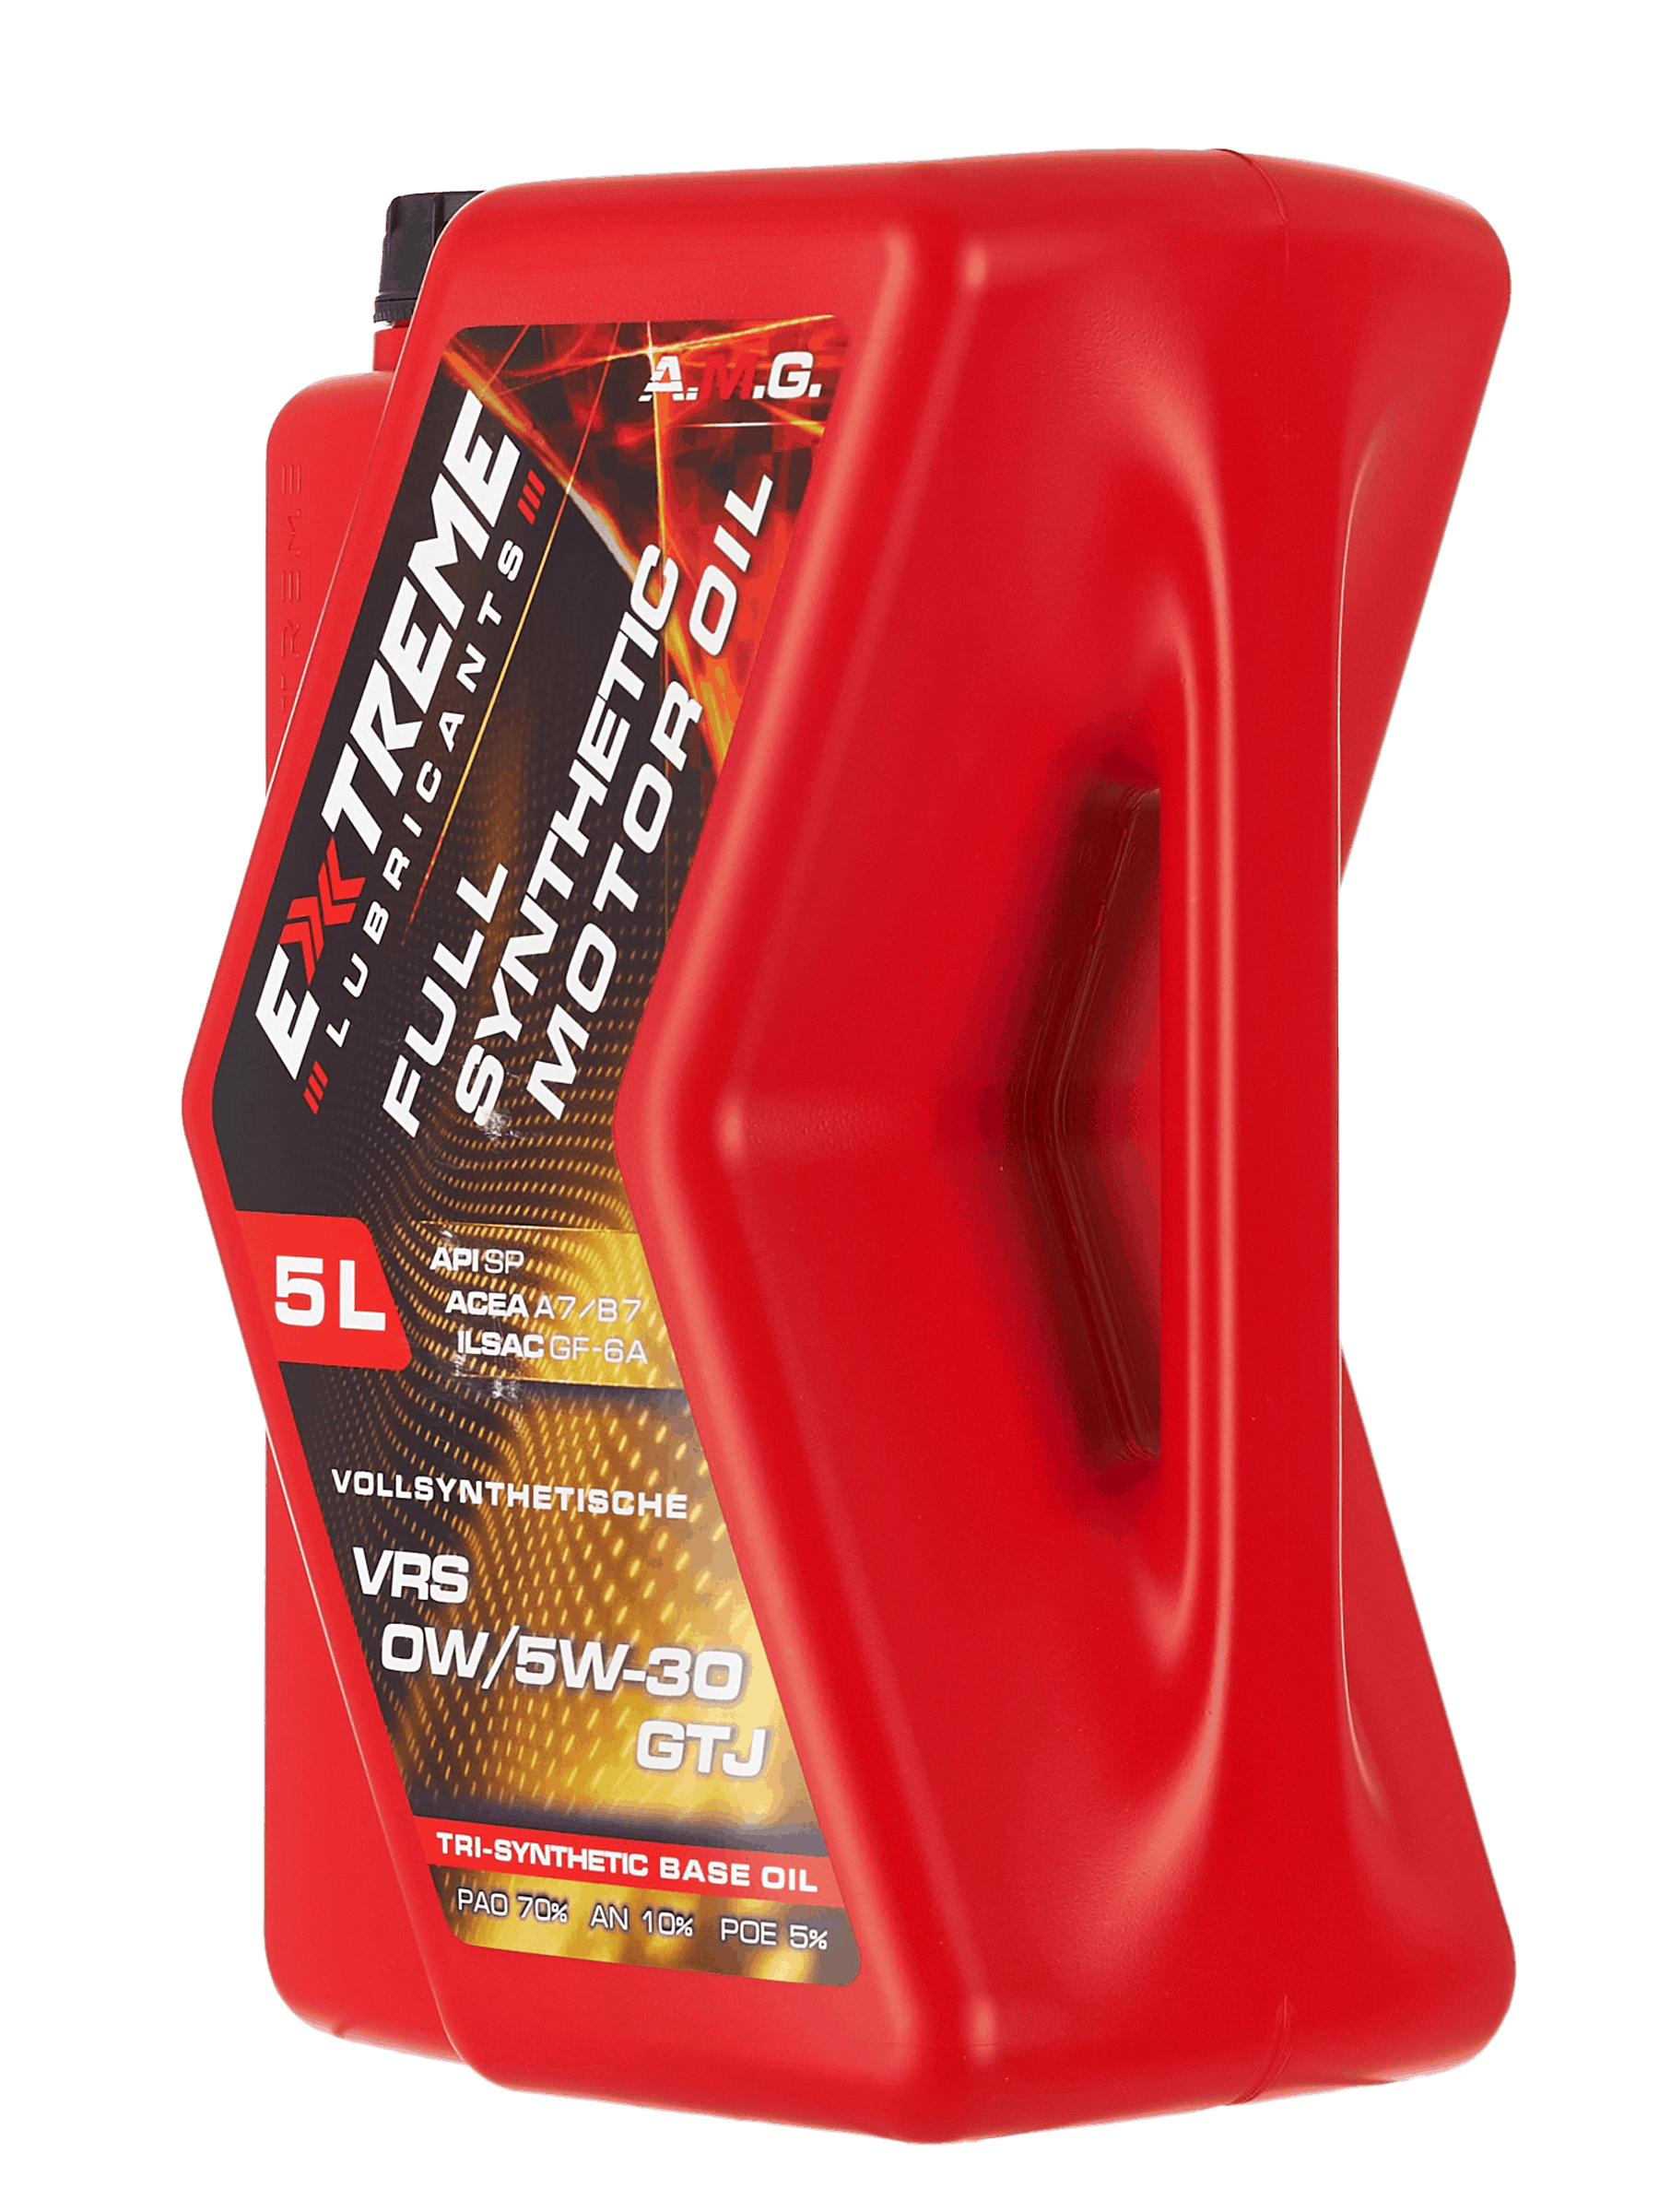 A.M.G.
EXTREME
LUBRICANTS
FULL
SYNTHETIC
MOTOR OIL
5L
API SP
ACEA A7/B7
ILSAC GF-6A
VOLLSYNTHETISCHE
VRS
0W/5W-30
GTJ
TRI-SYNTHETIC BASE OIL
PAO 70% AN 10% POE 5%
TREME